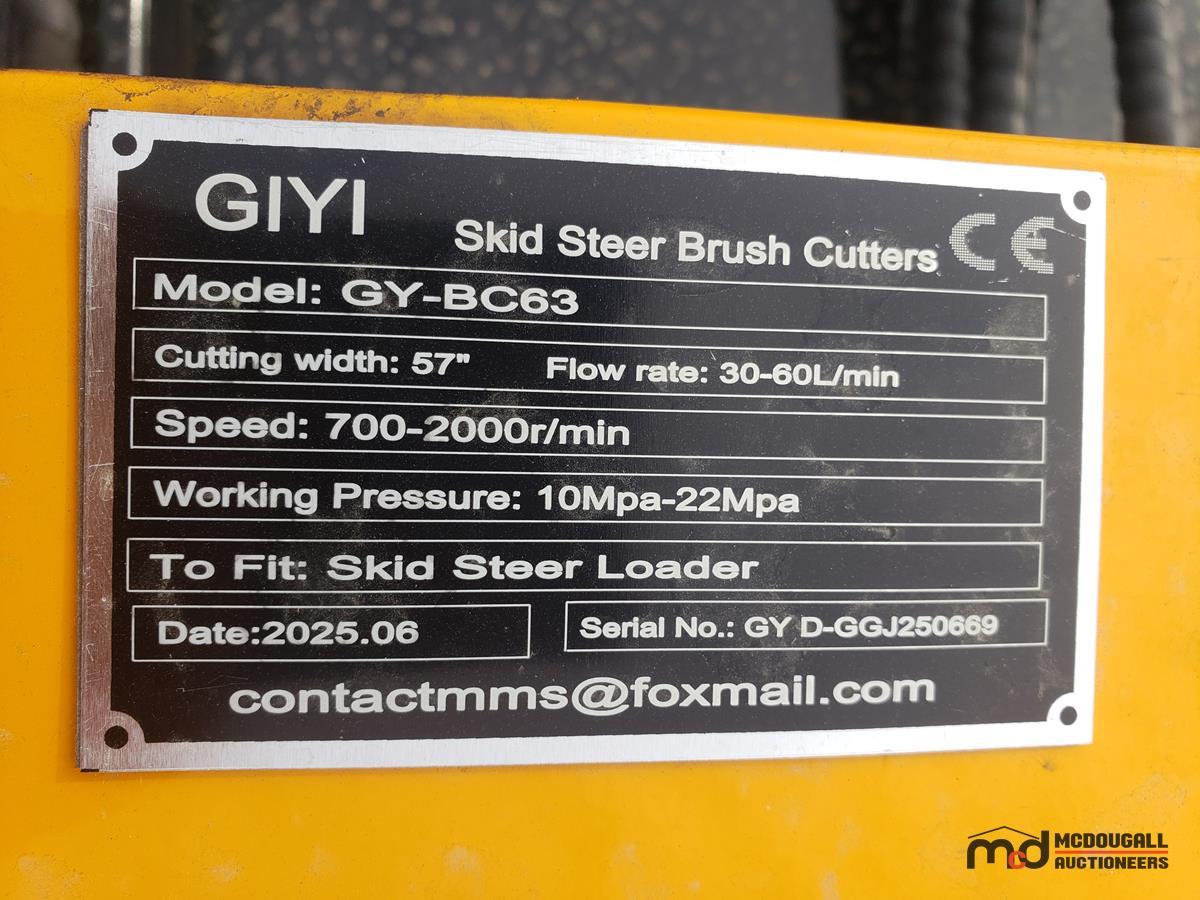 GIYI
Skid Steer Brush Cutters CE
Model: GY-BC63
Cutting width: 57" Flow rate: 30-60L/min
Speed: 700-2000r/min
Working Pressure: 10Mpa-22Mpa
To Fit: Skid Steer Loader
Date:2025.06 Serial No.: GY D-GGJ250669
contactmms@foxmail.com
mcd MCDOUGALL
AUCTIONEERS